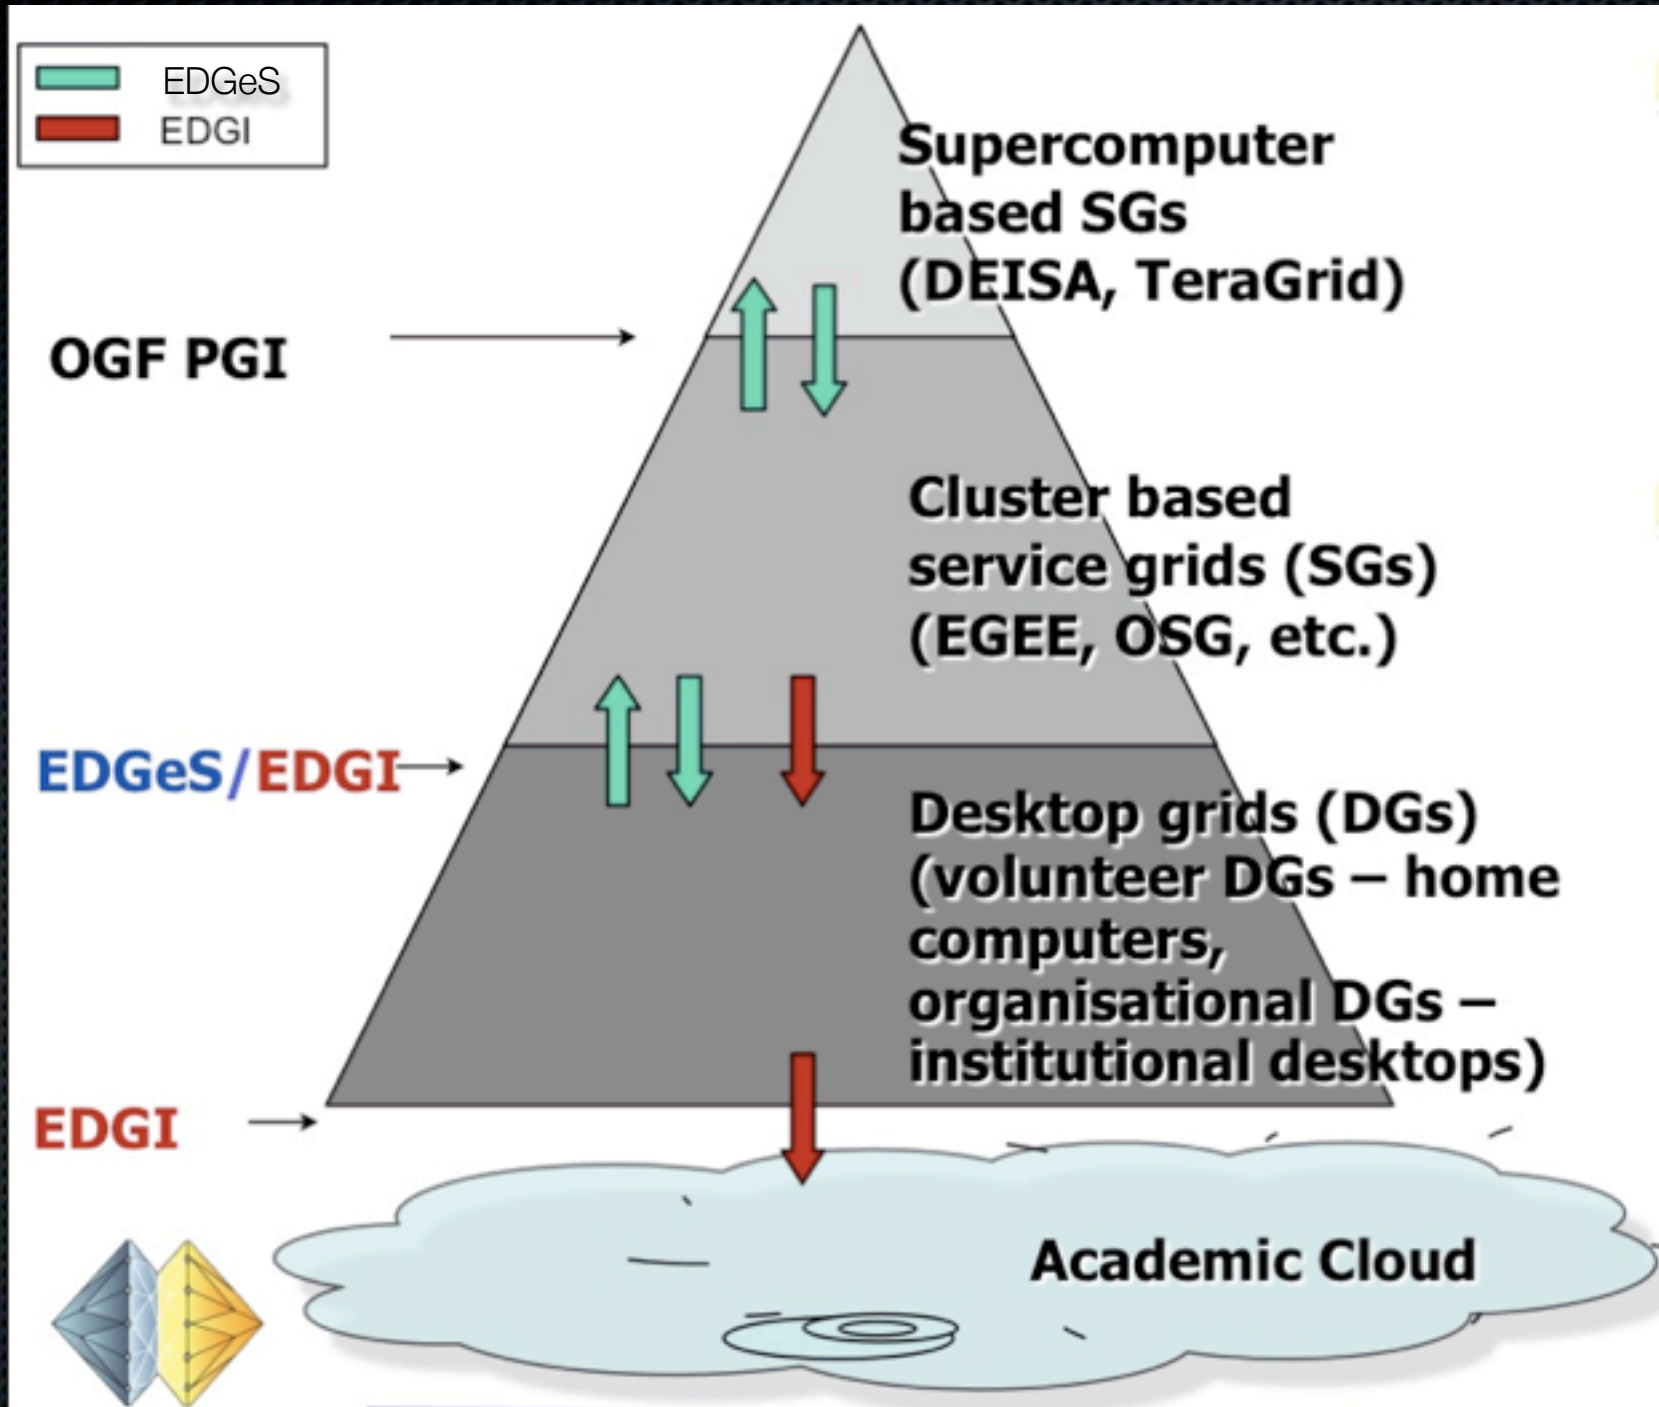 EDGeS
EDGI
Supercomputer
based SGs
(DEISA, TeraGrid)
OGF PGI
Cluster based
service grids (SGs)
(EGEE, OSG, etc.)
EDGeS/EDGI
Desktop grids (DGs)
(volunteer DGs – home
computers,
organisational DGs –
institutional desktops)
EDGI
Academic Cloud